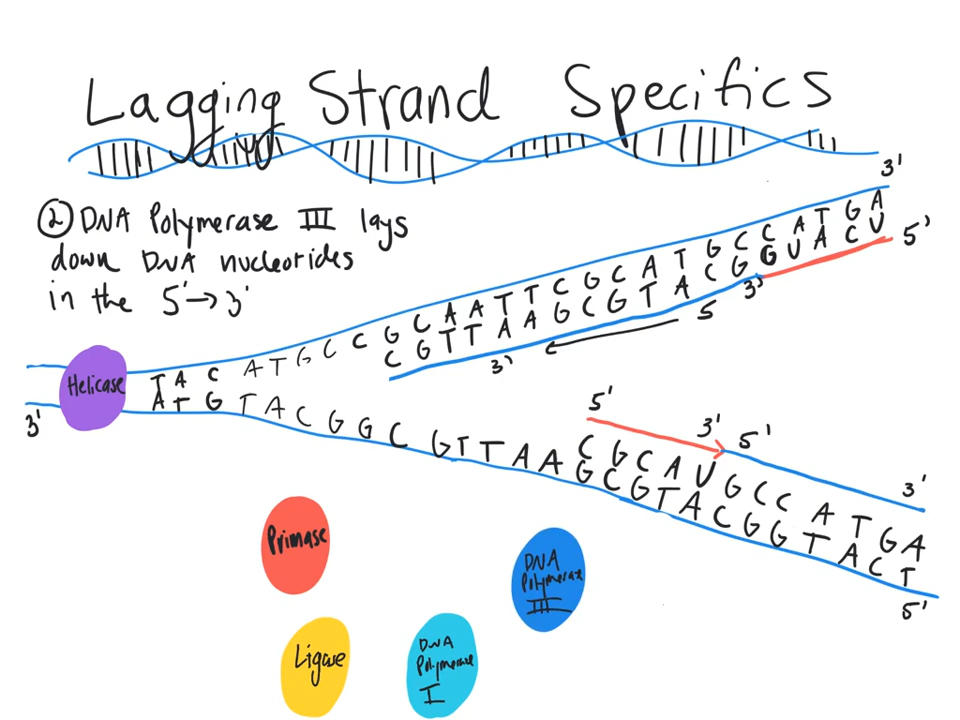 Lagging Strand Specifics
② DNA Polymerase III lays
down DNA nucleotides
in the 5'→3'
3'
A T G C C G C A A T T C G C A T G C C A T G A
C G T T A A G C G T A C G G U A C U
5'
3'
5
3'
Helicase
T A C
A T G T A C G G C G T T A A G C G T A C G G T A C T
3'
5'
3'
5'
C G C A U G C C A T G A
3'
5'
Primase
DNA
Polymerase
III
Ligase
DNA
Polymerase
I